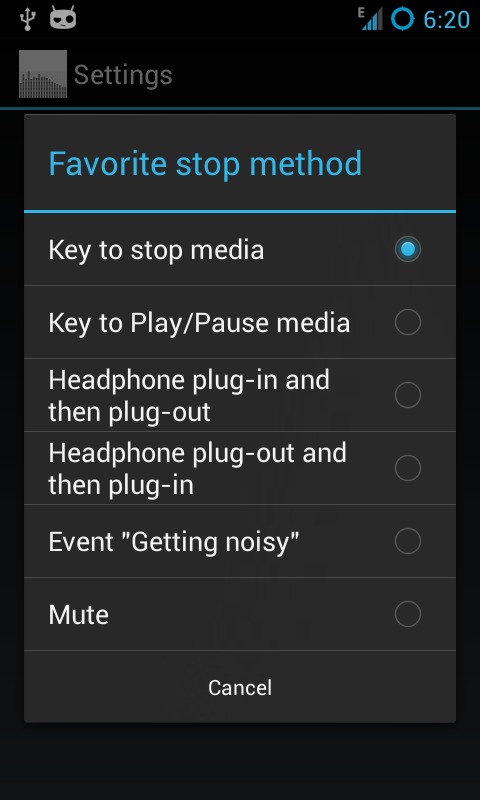 E 6:20
Settings
Favorite stop method
Key to stop media
Key to Play/Pause media
Headphone plug-in and
then plug-out
Headphone plug-out and
then plug-in
Event "Getting noisy"
Mute
Cancel